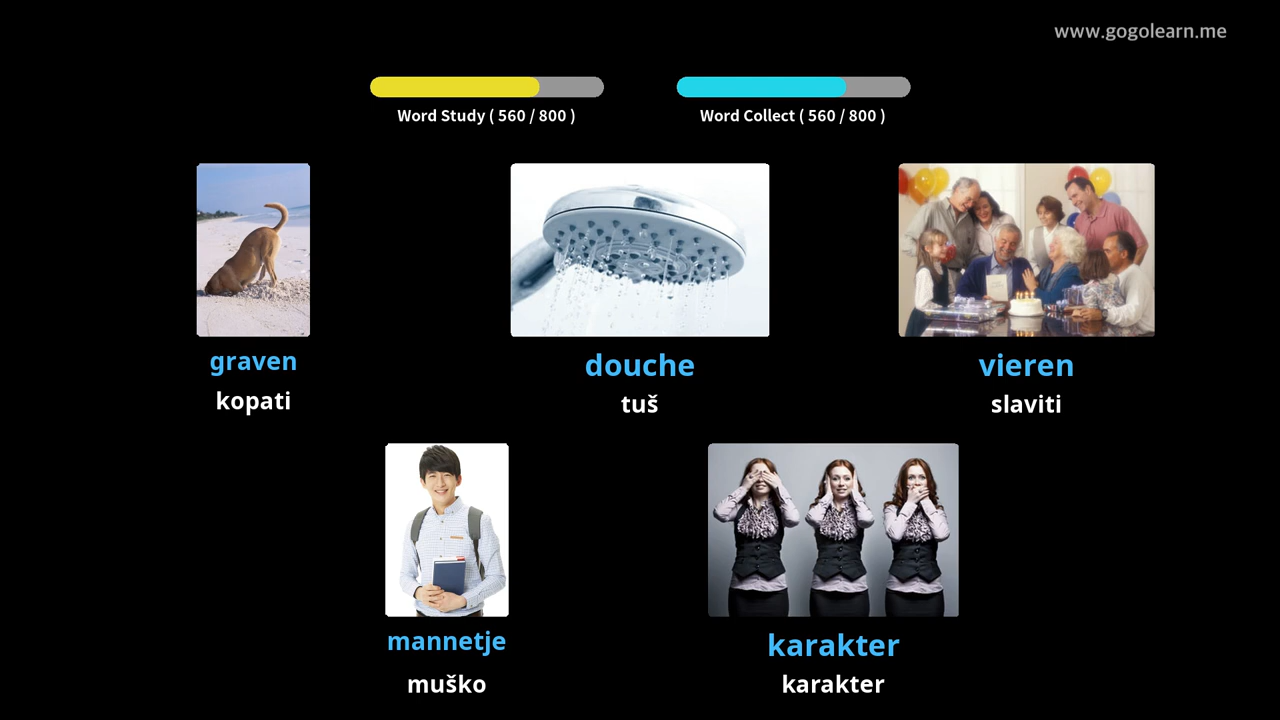 www.gogolearn.me
Word Study ( 560 / 800 )
Word Collect ( 560 / 800 )
graven
kopati
douche
tuš
vieren
slaviti
mannetje
muško
karakter
karakter